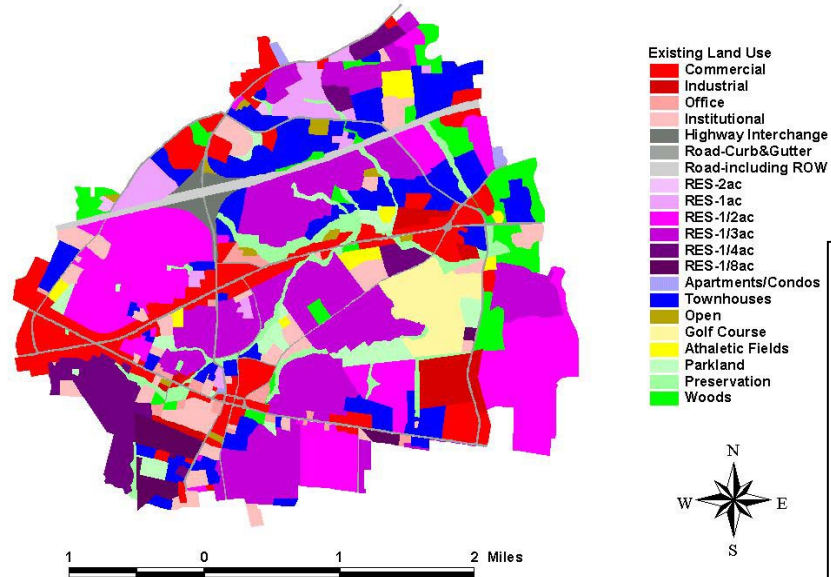 Existing Land Use
Commercial
Industrial
Office
Institutional
Highway Interchange
Road-Curb&Gutter
Road-including ROW
RES-2ac
RES-1ac
RES-1/2ac
RES-1/3ac
RES-1/4ac
RES-1/8ac
Apartments/Condos
Townhouses
Open
Golf Course
Athaletic Fields
Parkland
Preservation
Woods
N
W E
S
1 0 1 2 Miles